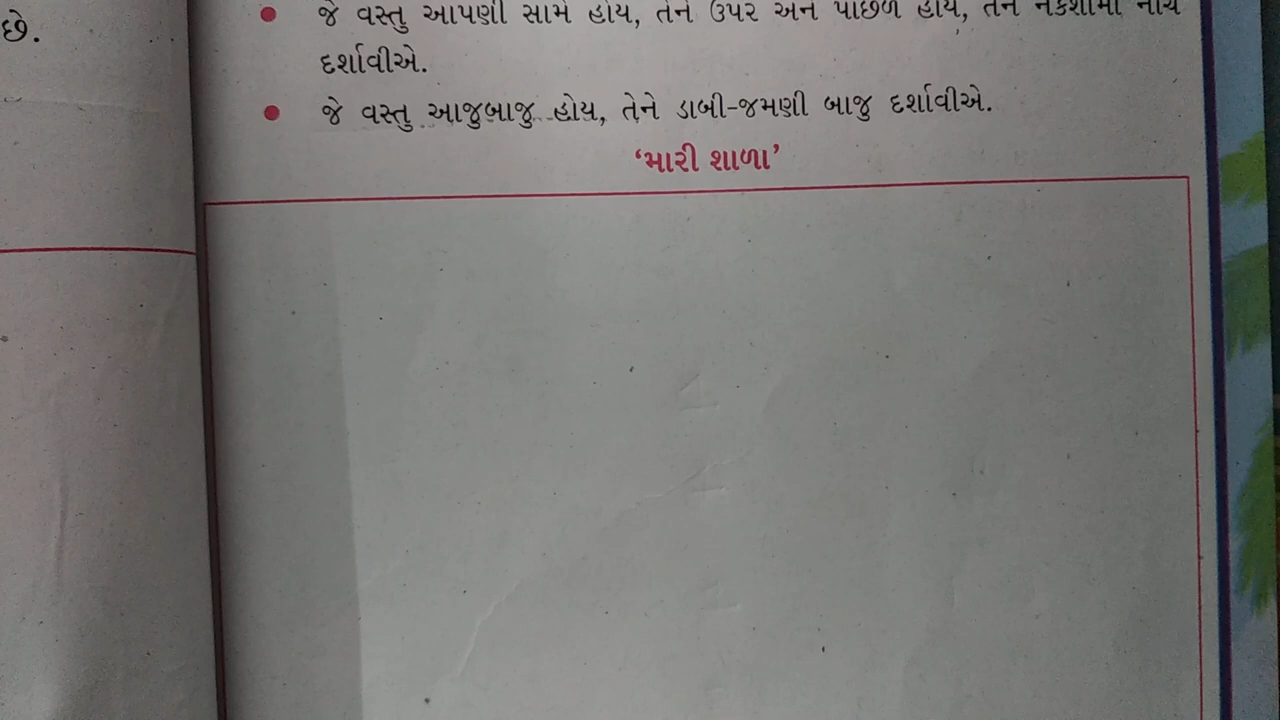 છે.
જે વસ્તુ આપણી સામે હોય, તેને ઉપર અને પાછળ હોય, તેને નકશામાં નીચે
દર્શાવીએ.
જે વસ્તુ આજુબાજુ હોય, તેને ડાબી-જમણી બાજુ દર્શાવીએ.
‘મારી શાળા’